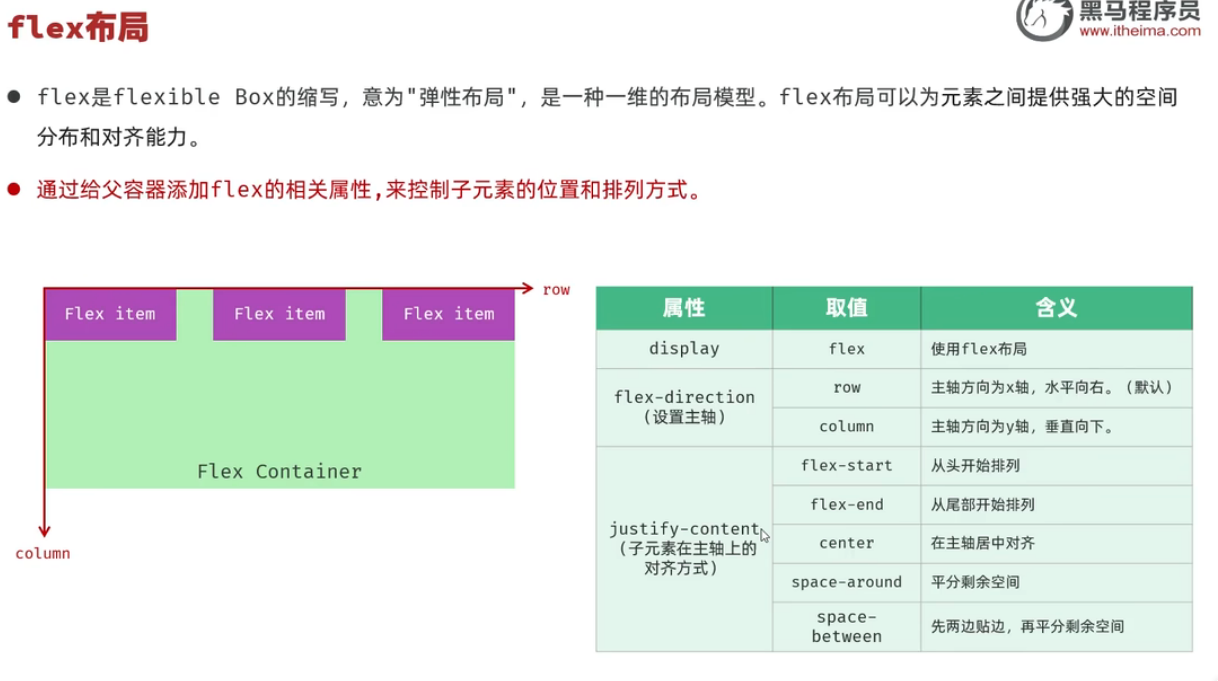 flex布局
黑马程序员
www.itheima.com
flex是flexible Box的缩写，意为"弹性布局"，是一种一维的布局模型。flex布局可以为元素之间提供强大的空间
分布和对齐能力。
通过给父容器添加flex的相关属性,来控制子元素的位置和排列方式。
row
Flex item
Flex item
Flex item
Flex Container
column
属性
取值
含义
display
flex
使用flex布局
flex-direction
(设置主轴)
row
主轴方向为x轴，水平向右。（默认）
column
主轴方向为y轴，垂直向下。
justify-content
(子元素在主轴上的
对齐方式)
flex-start
从头开始排列
flex-end
从尾部开始排列
center
在主轴居中对齐
space-around
平分剩余空间
space-
between
先两边贴边，再平分剩余空间